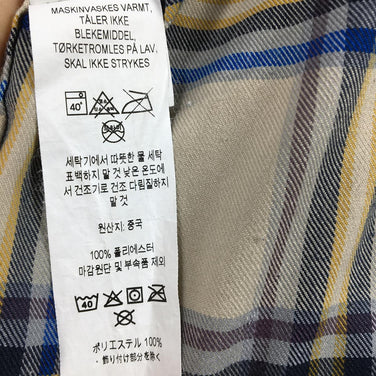 MASKINVASKES VARMT,
TÅLER IKKE
BLEKEMIDDEL,
TØRKETROMLES PÅ LAV,
SKAL IKKE STRYKES
40°
세탁기에서 따뜻한 물 세탁
표백하지 말 것 낮은 온도에
서 건조기로 건조 다림질하지
말 것
원산지: 중국
100% 폴리에스터
마감원단 및 부속품 제외
40
ポリエステル 100%
・飾り付け部分を除く